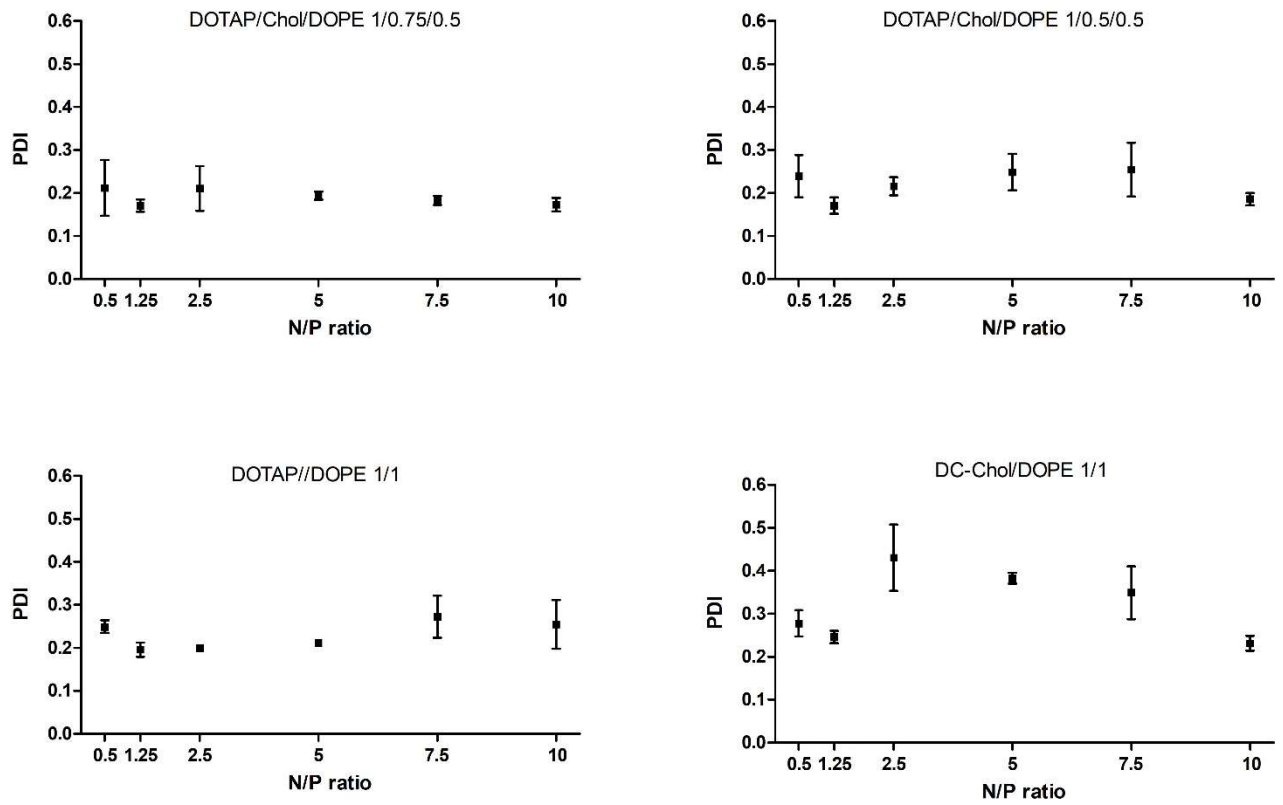 DOTAP/Chol/DOPE 1/0.75/0.5
0.6
0.5
0.4
0.3
0.2
0.1
0.0
PDI
0.5 1.25 2.5 5 7.5 10
N/P ratio
DOTAP/Chol/DOPE 1/0.5/0.5
0.6
0.5
0.4
0.3
0.2
0.1
0.0
PDI
0.5 1.25 2.5 5 7.5 10
N/P ratio
DOTAP//DOPE 1/1
0.6
0.5
0.4
0.3
0.2
0.1
0.0
PDI
0.5 1.25 2.5 5 7.5 10
N/P ratio
DC-Chol/DOPE 1/1
0.6
0.5
0.4
0.3
0.2
0.1
0.0
PDI
0.5 1.25 2.5 5 7.5 10
N/P ratio